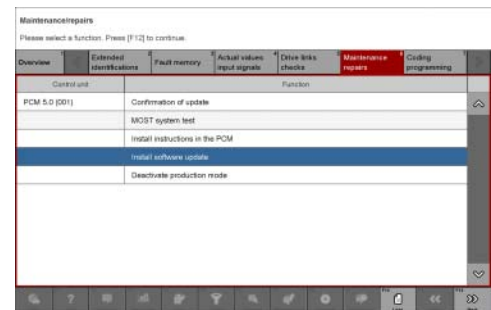 Maintenance/repairs
Please select a function. Press [F12] to continue.
Overview
Extended identifications
Fault memory
Actual values input signals
Drive links checks
Maintenance repairs
Coding programming
Control unit
Function
PCM 5.0 (001)
Confirmation of update
MOST system test
Install instructions in the PCM
Install software update
Deactivate production mode